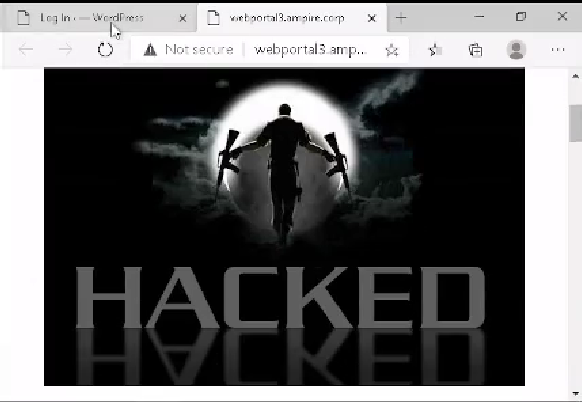 Log In ‹ — WordPress
webportal3.ampire.corp
Not secure
webportal3.amp...
HACKED